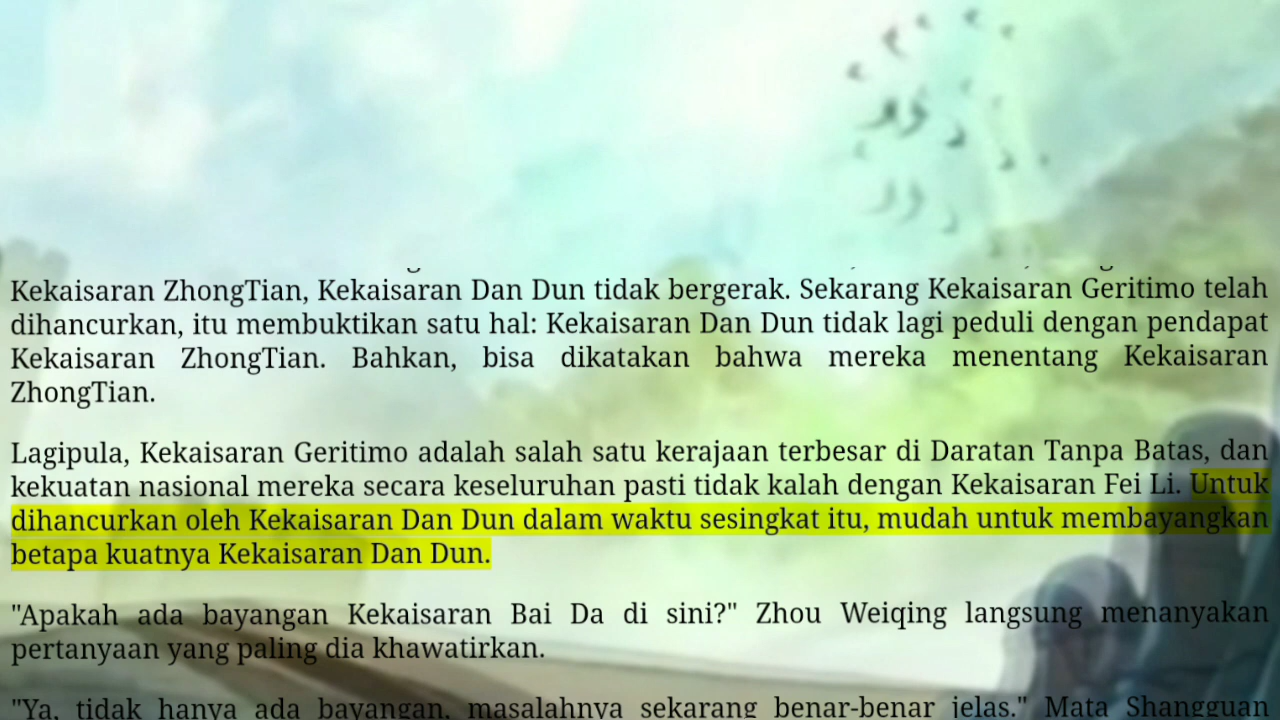 Kekaisaran ZhongTian, Kekaisaran Dan Dun tidak bergerak. Sekarang Kekaisaran Geritimo telah
dihancurkan, itu membuktikan satu hal: Kekaisaran Dan Dun tidak lagi peduli dengan pendapat
Kekaisaran ZhongTian. Bahkan, bisa dikatakan bahwa mereka menentang Kekaisaran
ZhongTian.
Lagipula, Kekaisaran Geritimo adalah salah satu kerajaan terbesar di Daratan Tanpa Batas, dan
kekuatan nasional mereka secara keseluruhan pasti tidak kalah dengan Kekaisaran Fei Li. Untuk
dihancurkan oleh Kekaisaran Dan Dun dalam waktu sesingkat itu, mudah untuk membayangkan
betapa kuatnya Kekaisaran Dan Dun.
"Apakah ada bayangan Kekaisaran Bai Da di sini?" Zhou Weiqing langsung menanyakan
pertanyaan yang paling dia khawatirkan.
"Ya, tidak hanya ada bayangan, masalahnya sekarang benar-benar jelas." Mata Shangguan